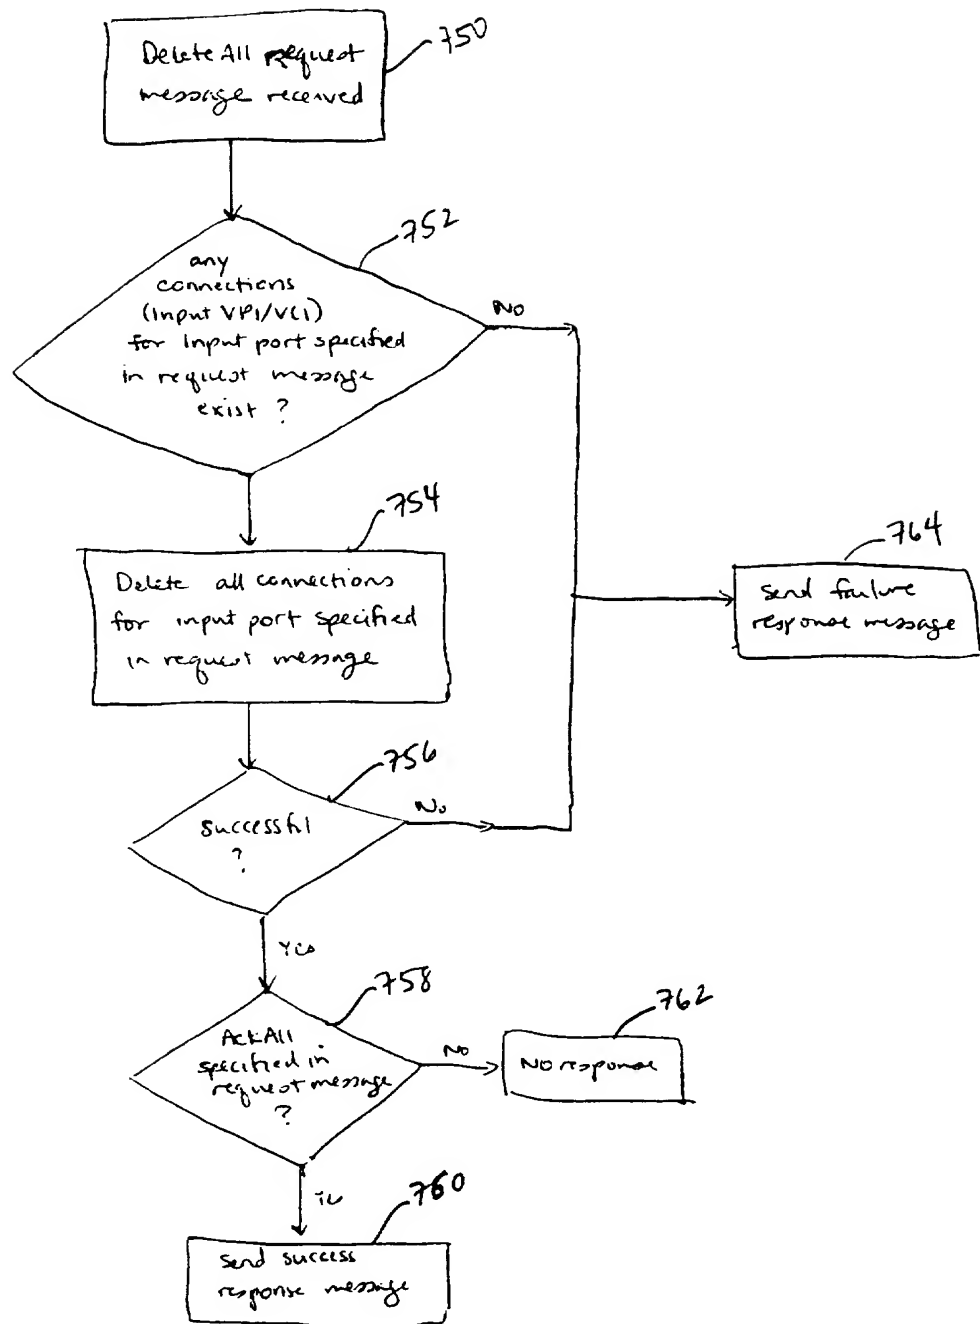 Delete All request
message received
750
752
any
connections
(Input VPI/VCI)
for input port specified
in request message
exist ?
No
754
Delete all connections
for input port specified
in request message
764
Send failure
response message
756
Successful
?
No
Yes
758
AckAll
specified in
request message
?
No
762
NO response
760
Send success
response message